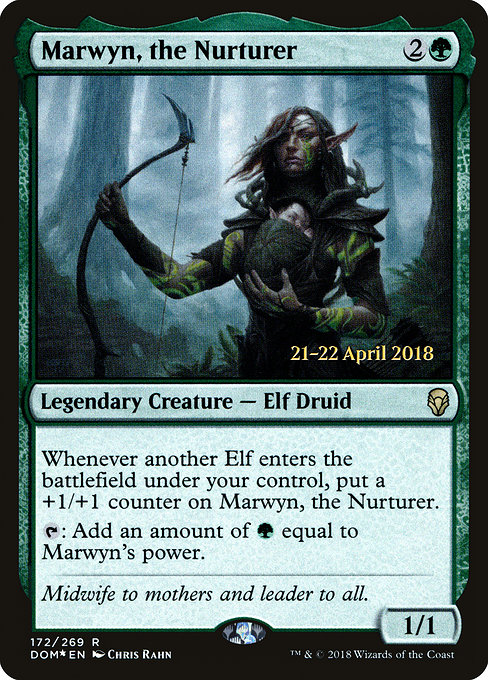 Marwyn, the Nurturer 2
21–22 April 2018
Legendary Creature — Elf Druid
Whenever another Elf enters the
battlefield under your control, put a
+1/+1 counter on Marwyn, the Nurturer.
: Add an amount of equal to
Marwyn's power.
Midwife to mothers and leader to all.
1/1
172/269 R
DOM★EN Chris Rahn
™ & © 2018 Wizards of the Coast